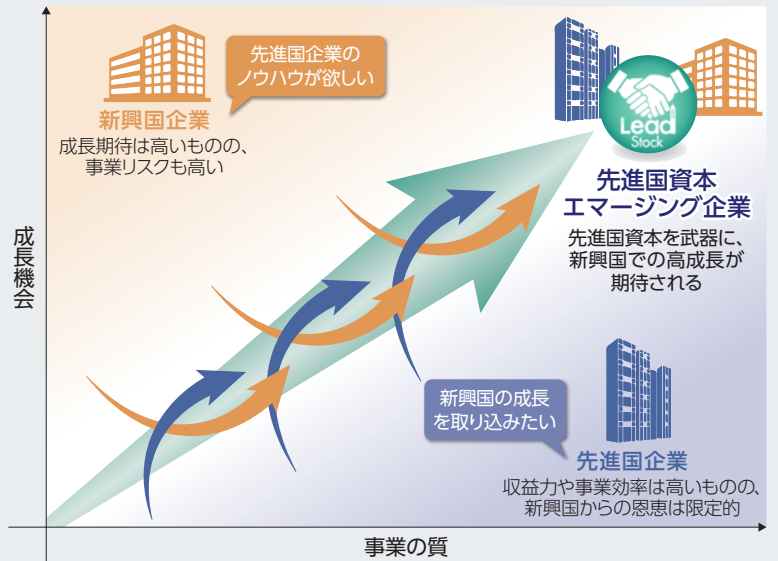 先進国企業の
ノウハウが欲しい
新興国企業
成長期待は高いものの、
事業リスクも高い
Lead
Stock
先進国資本
エマージング企業
先進国資本を武器に、
新興国での高成長が
期待される
成長機会
新興国の成長
を取り込みたい
先進国企業
収益力や事業効率は高いものの、
新興国からの恩恵は限定的
事業の質